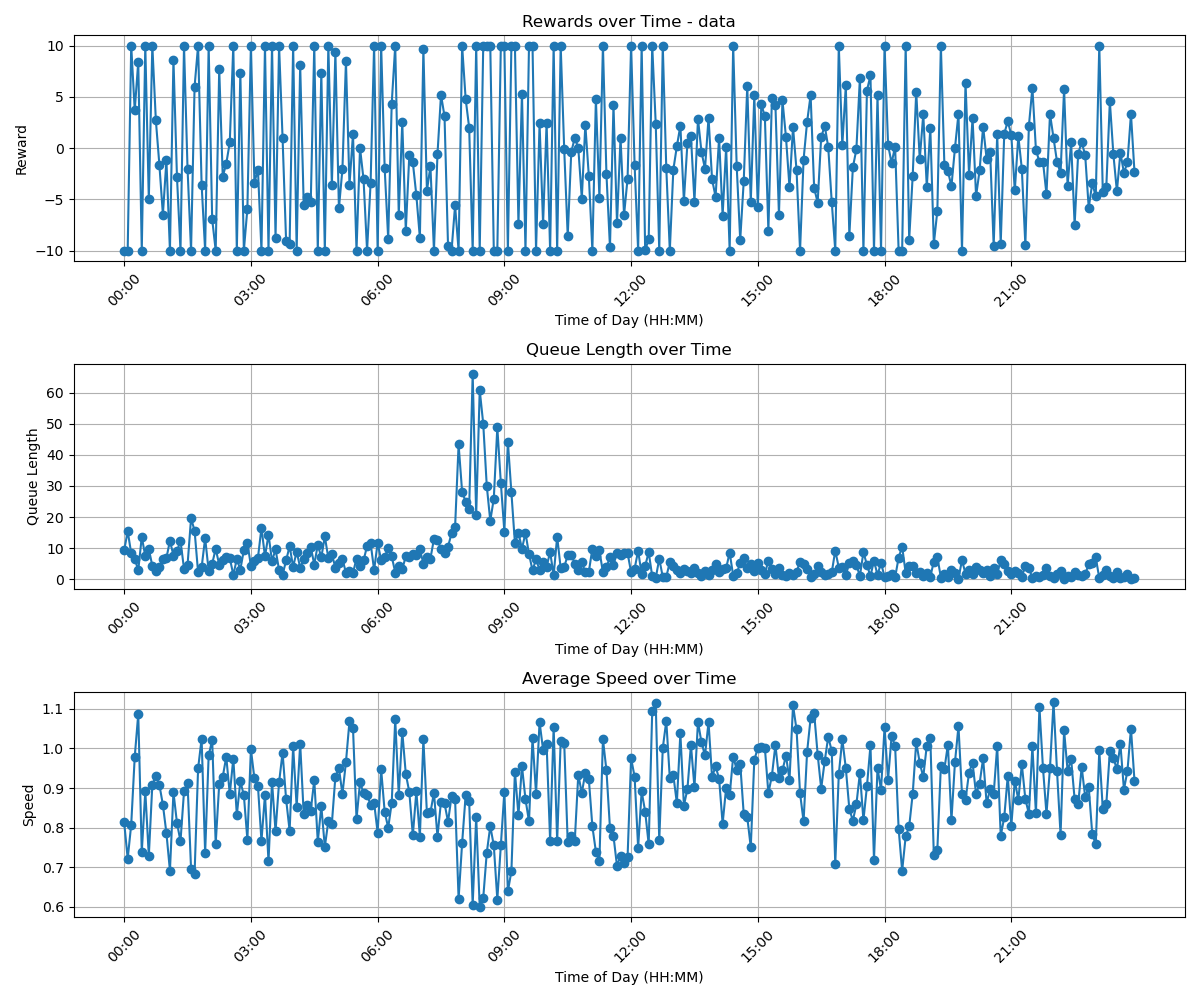 Rewards over Time - data
Reward
10
5
0
−5
−10
00:00 03:00 06:00 09:00 12:00 15:00 18:00 21:00
Time of Day (HH:MM)
Queue Length over Time
Queue Length
60
50
40
30
20
10
0
00:00 03:00 06:00 09:00 12:00 15:00 18:00 21:00
Time of Day (HH:MM)
Average Speed over Time
Speed
1.1
1.0
0.9
0.8
0.7
0.6
00:00 03:00 06:00 09:00 12:00 15:00 18:00 21:00
Time of Day (HH:MM)